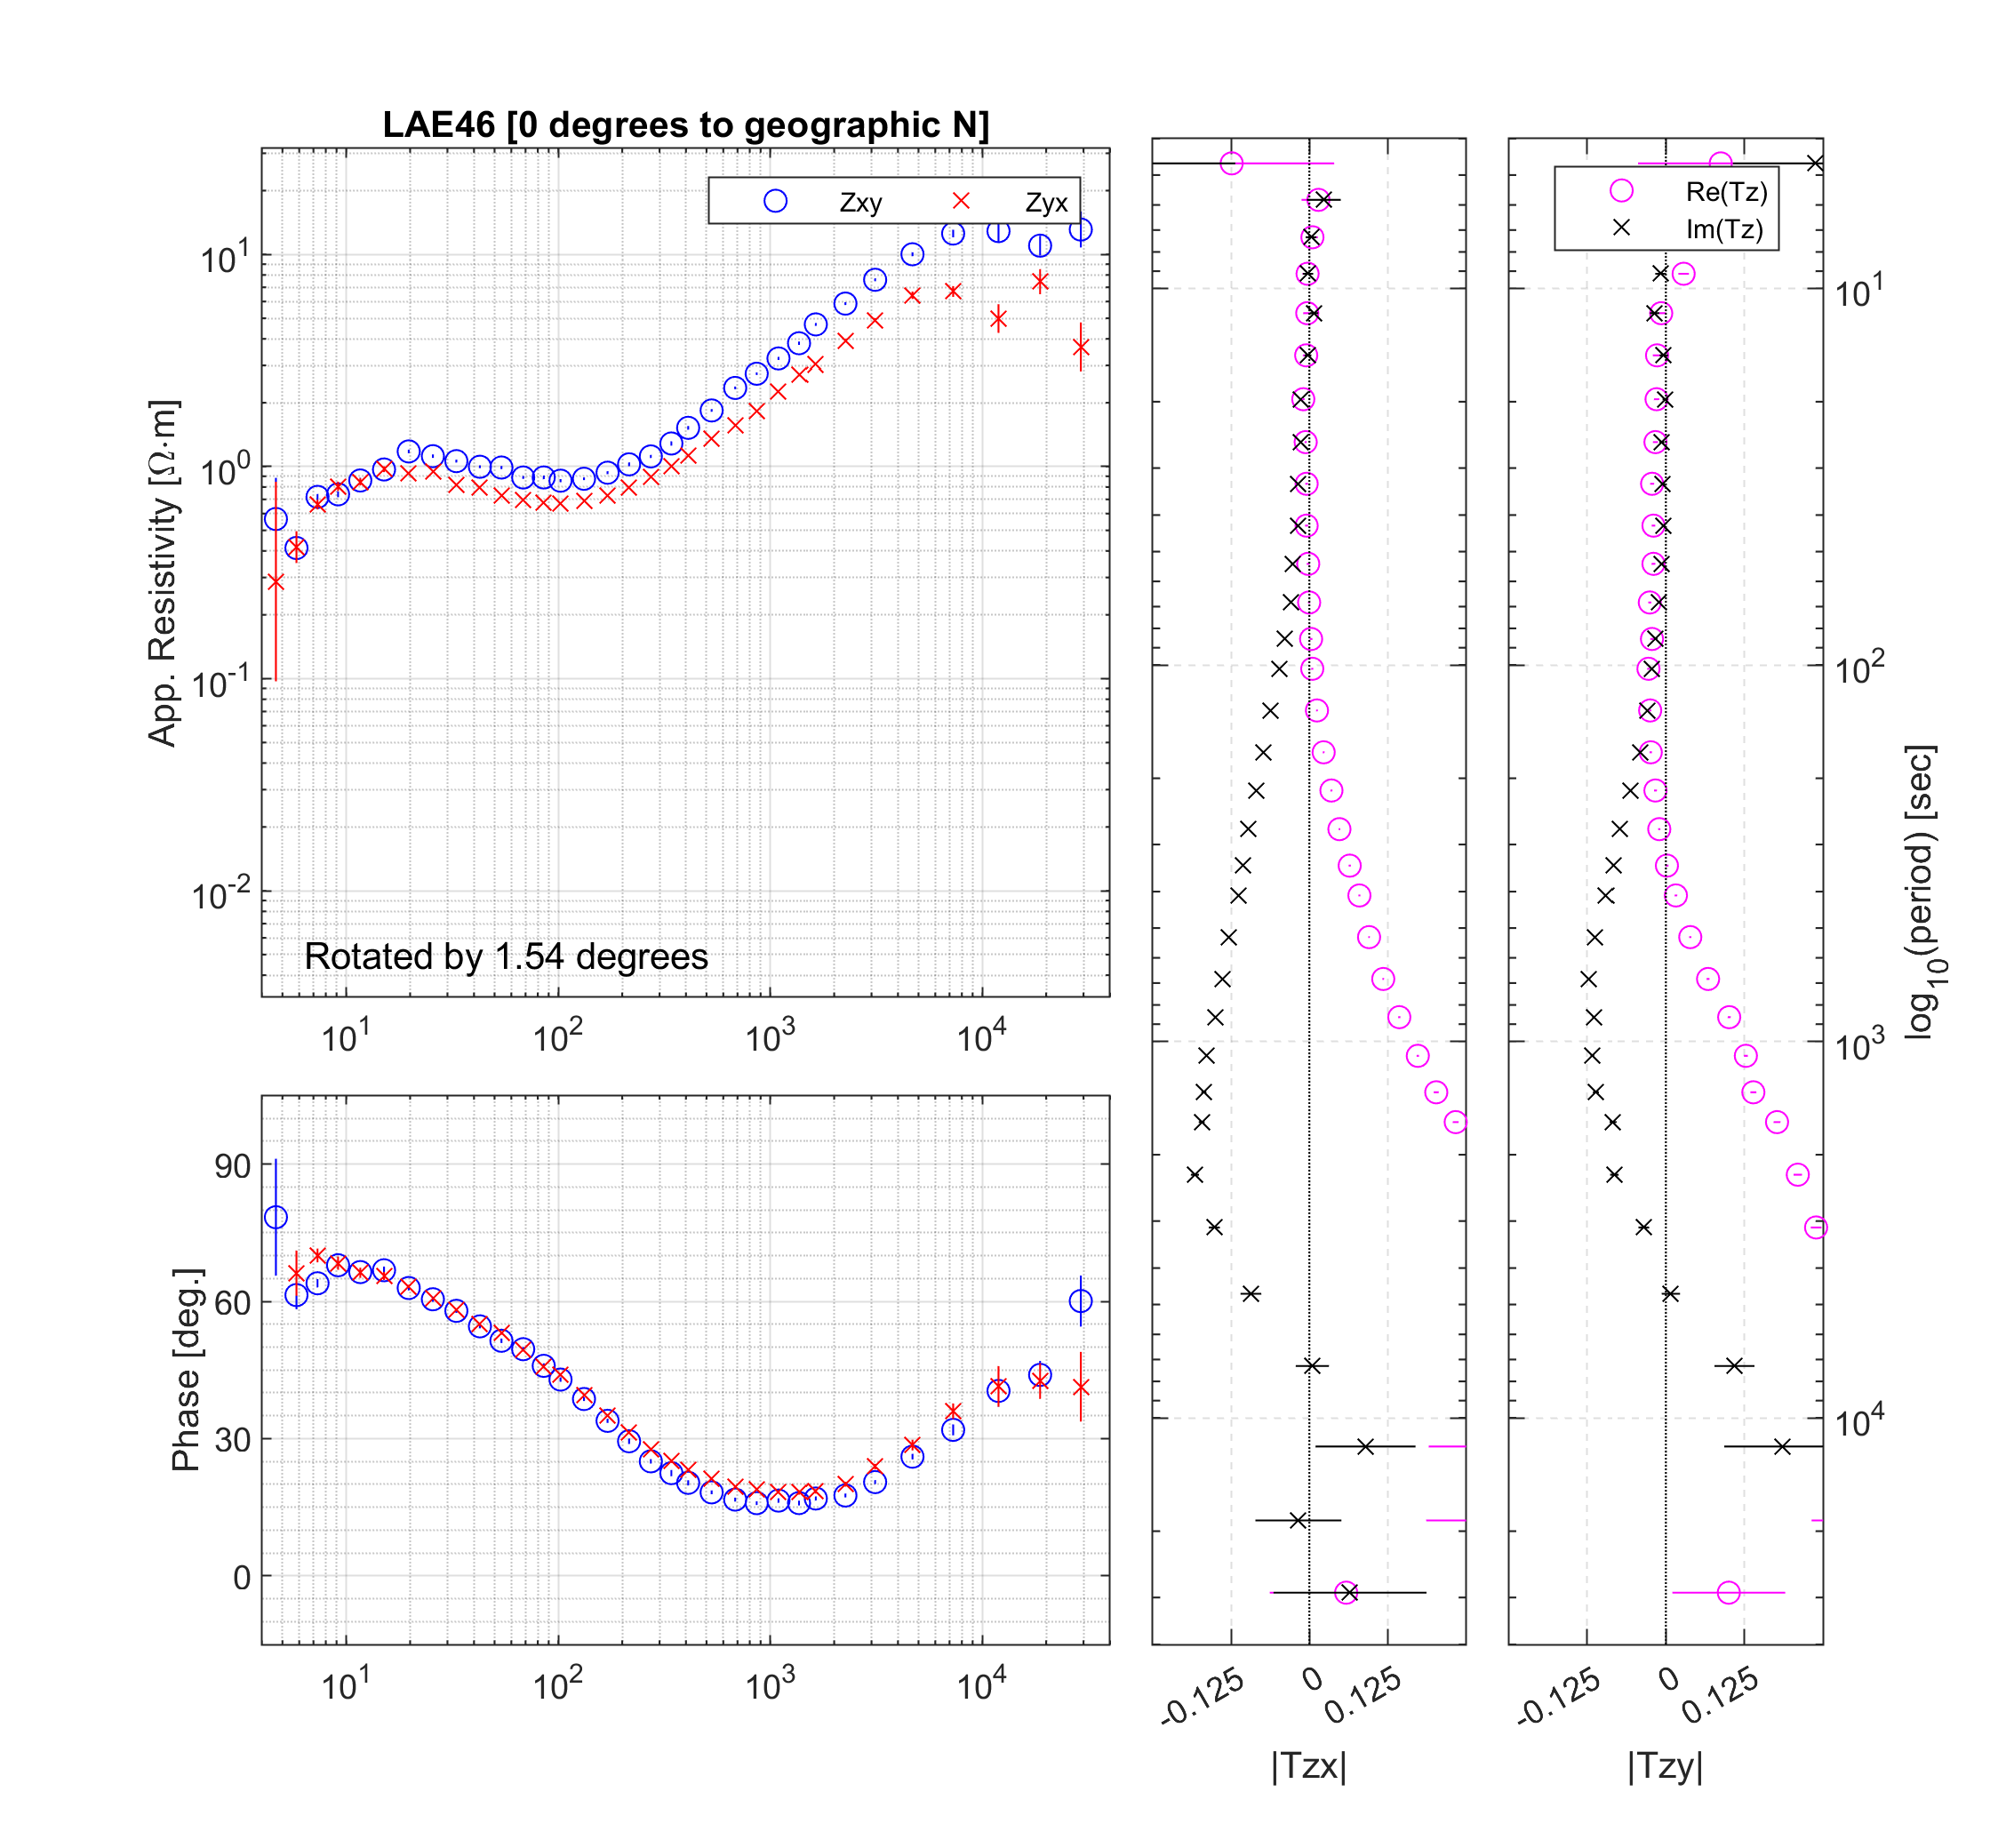 LAE46 [0 degrees to geographic N]
Zxy Zyx
App. Resistivity [Ω·m]
10^1
10^0
10^-1
10^-2
Rotated by 1.54 degrees
10^1 10^2 10^3 10^4
Phase [deg.]
90
60
30
0
10^1 10^2 10^3 10^4
-0.125 0 0.125
|Tzx|
Re(Tz)
Im(Tz)
-0.125 0 0.125
|Tzy|
10^1
10^2
10^3
10^4
log_10(period) [sec]